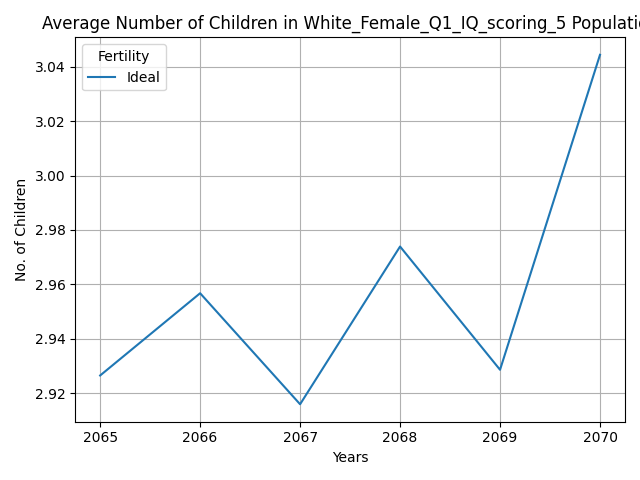 Average Number of Children in White_Female_Q1_IQ_scoring_5 Populatio
Fertility
Ideal
3.04
3.02
3.00
2.98
2.96
2.94
2.92
No. of Children
2065 2066 2067 2068 2069 2070
Years